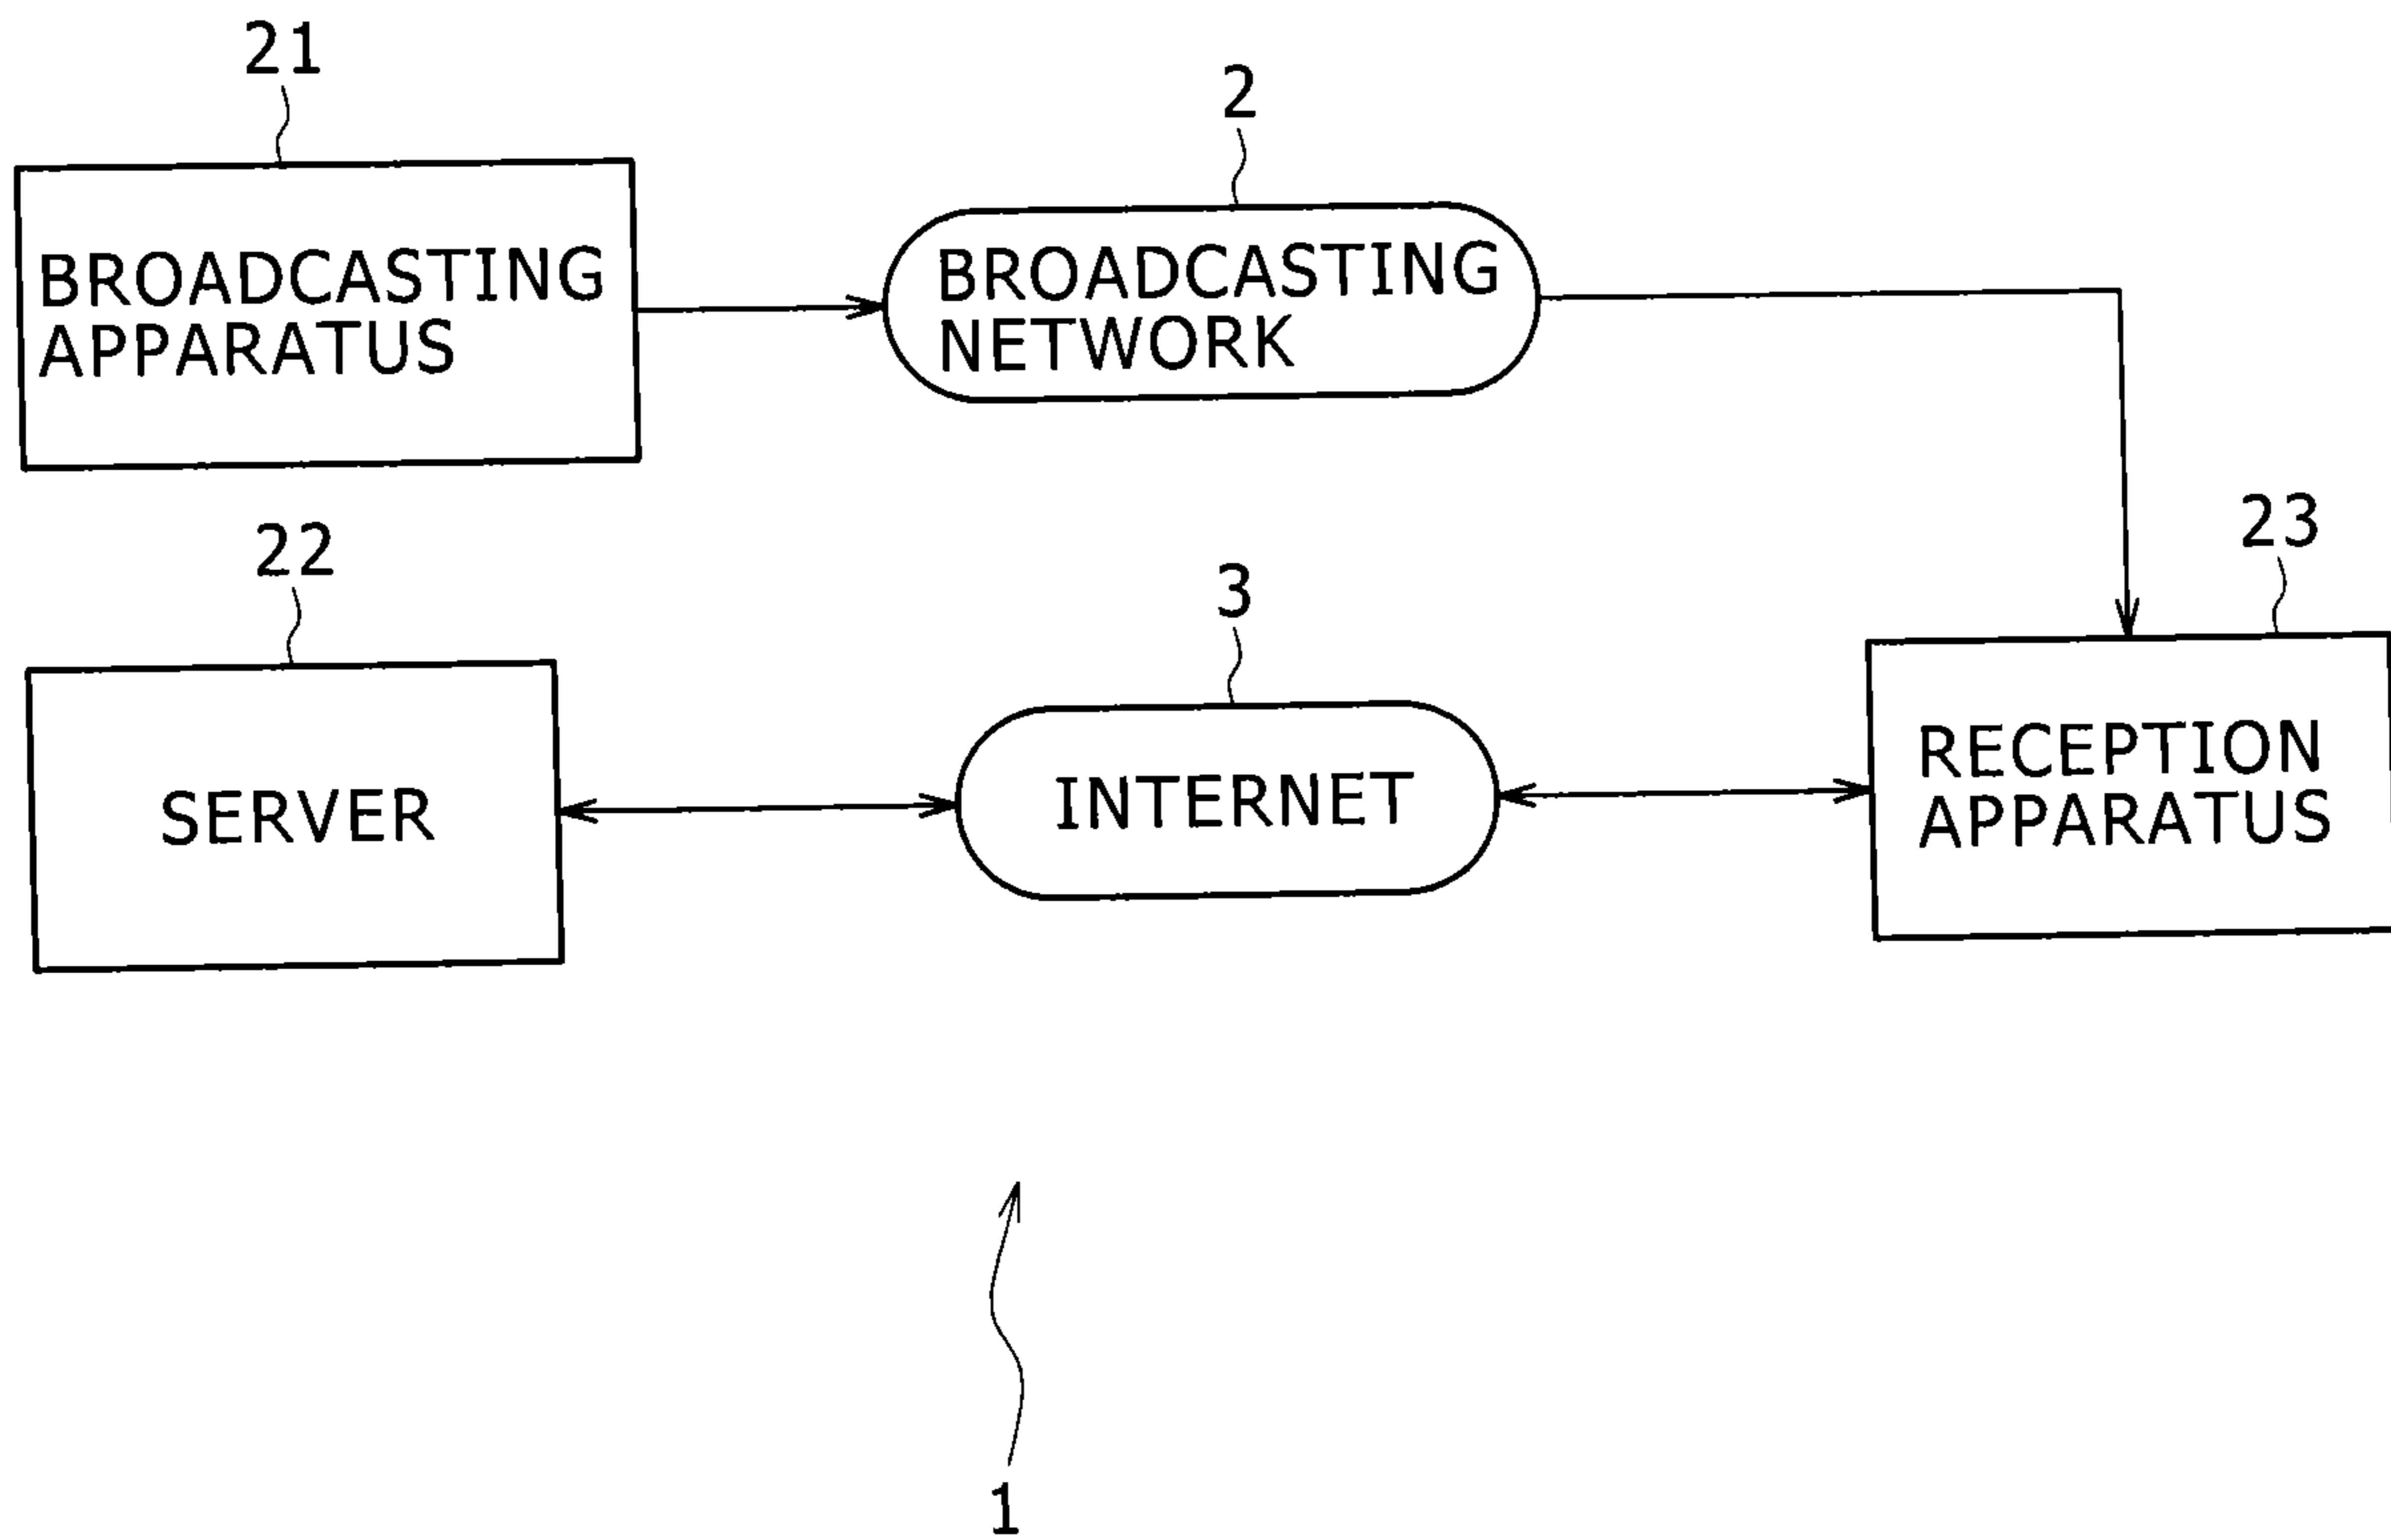 21
2
BROADCASTING
APPARATUS
BROADCASTING
NETWORK
22
3
23
SERVER
INTERNET
RECEPTION
APPARATUS
1